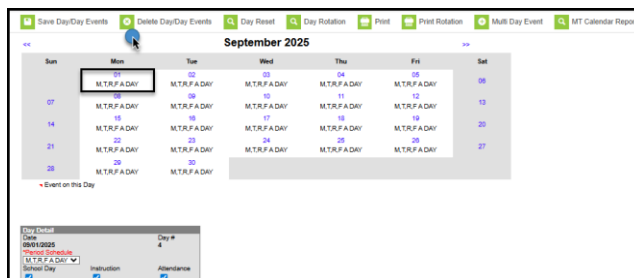 Save Day/Day Events Delete Day/Day Events Day Reset Day Rotation Print Print Rotation Multi Day Event MT Calendar Repor
<< September 2025 >>
Sun Mon Tue Wed Thu Fri Sat
01 02 03 04 05 06
M,T,R,F A DAY M,T,R,F A DAY M,T,R,F A DAY M,T,R,F A DAY M,T,R,F A DAY
07 08 09 10 11 12 13
M,T,R,F A DAY M,T,R,F A DAY M,T,R,F A DAY M,T,R,F A DAY M,T,R,F A DAY
14 15 16 17 18 19 20
M,T,R,F A DAY M,T,R,F A DAY M,T,R,F A DAY M,T,R,F A DAY M,T,R,F A DAY
21 22 23 24 25 26 27
M,T,R,F A DAY M,T,R,F A DAY M,T,R,F A DAY M,T,R,F A DAY M,T,R,F A DAY
28 29 30
M,T,R,F A DAY M,T,R,F A DAY
Event on this Day
Day Detail
Date Day #
09/01/2025 4
*Period Schedule
M,T,R,F A DAY
School Day Instruction Attendance